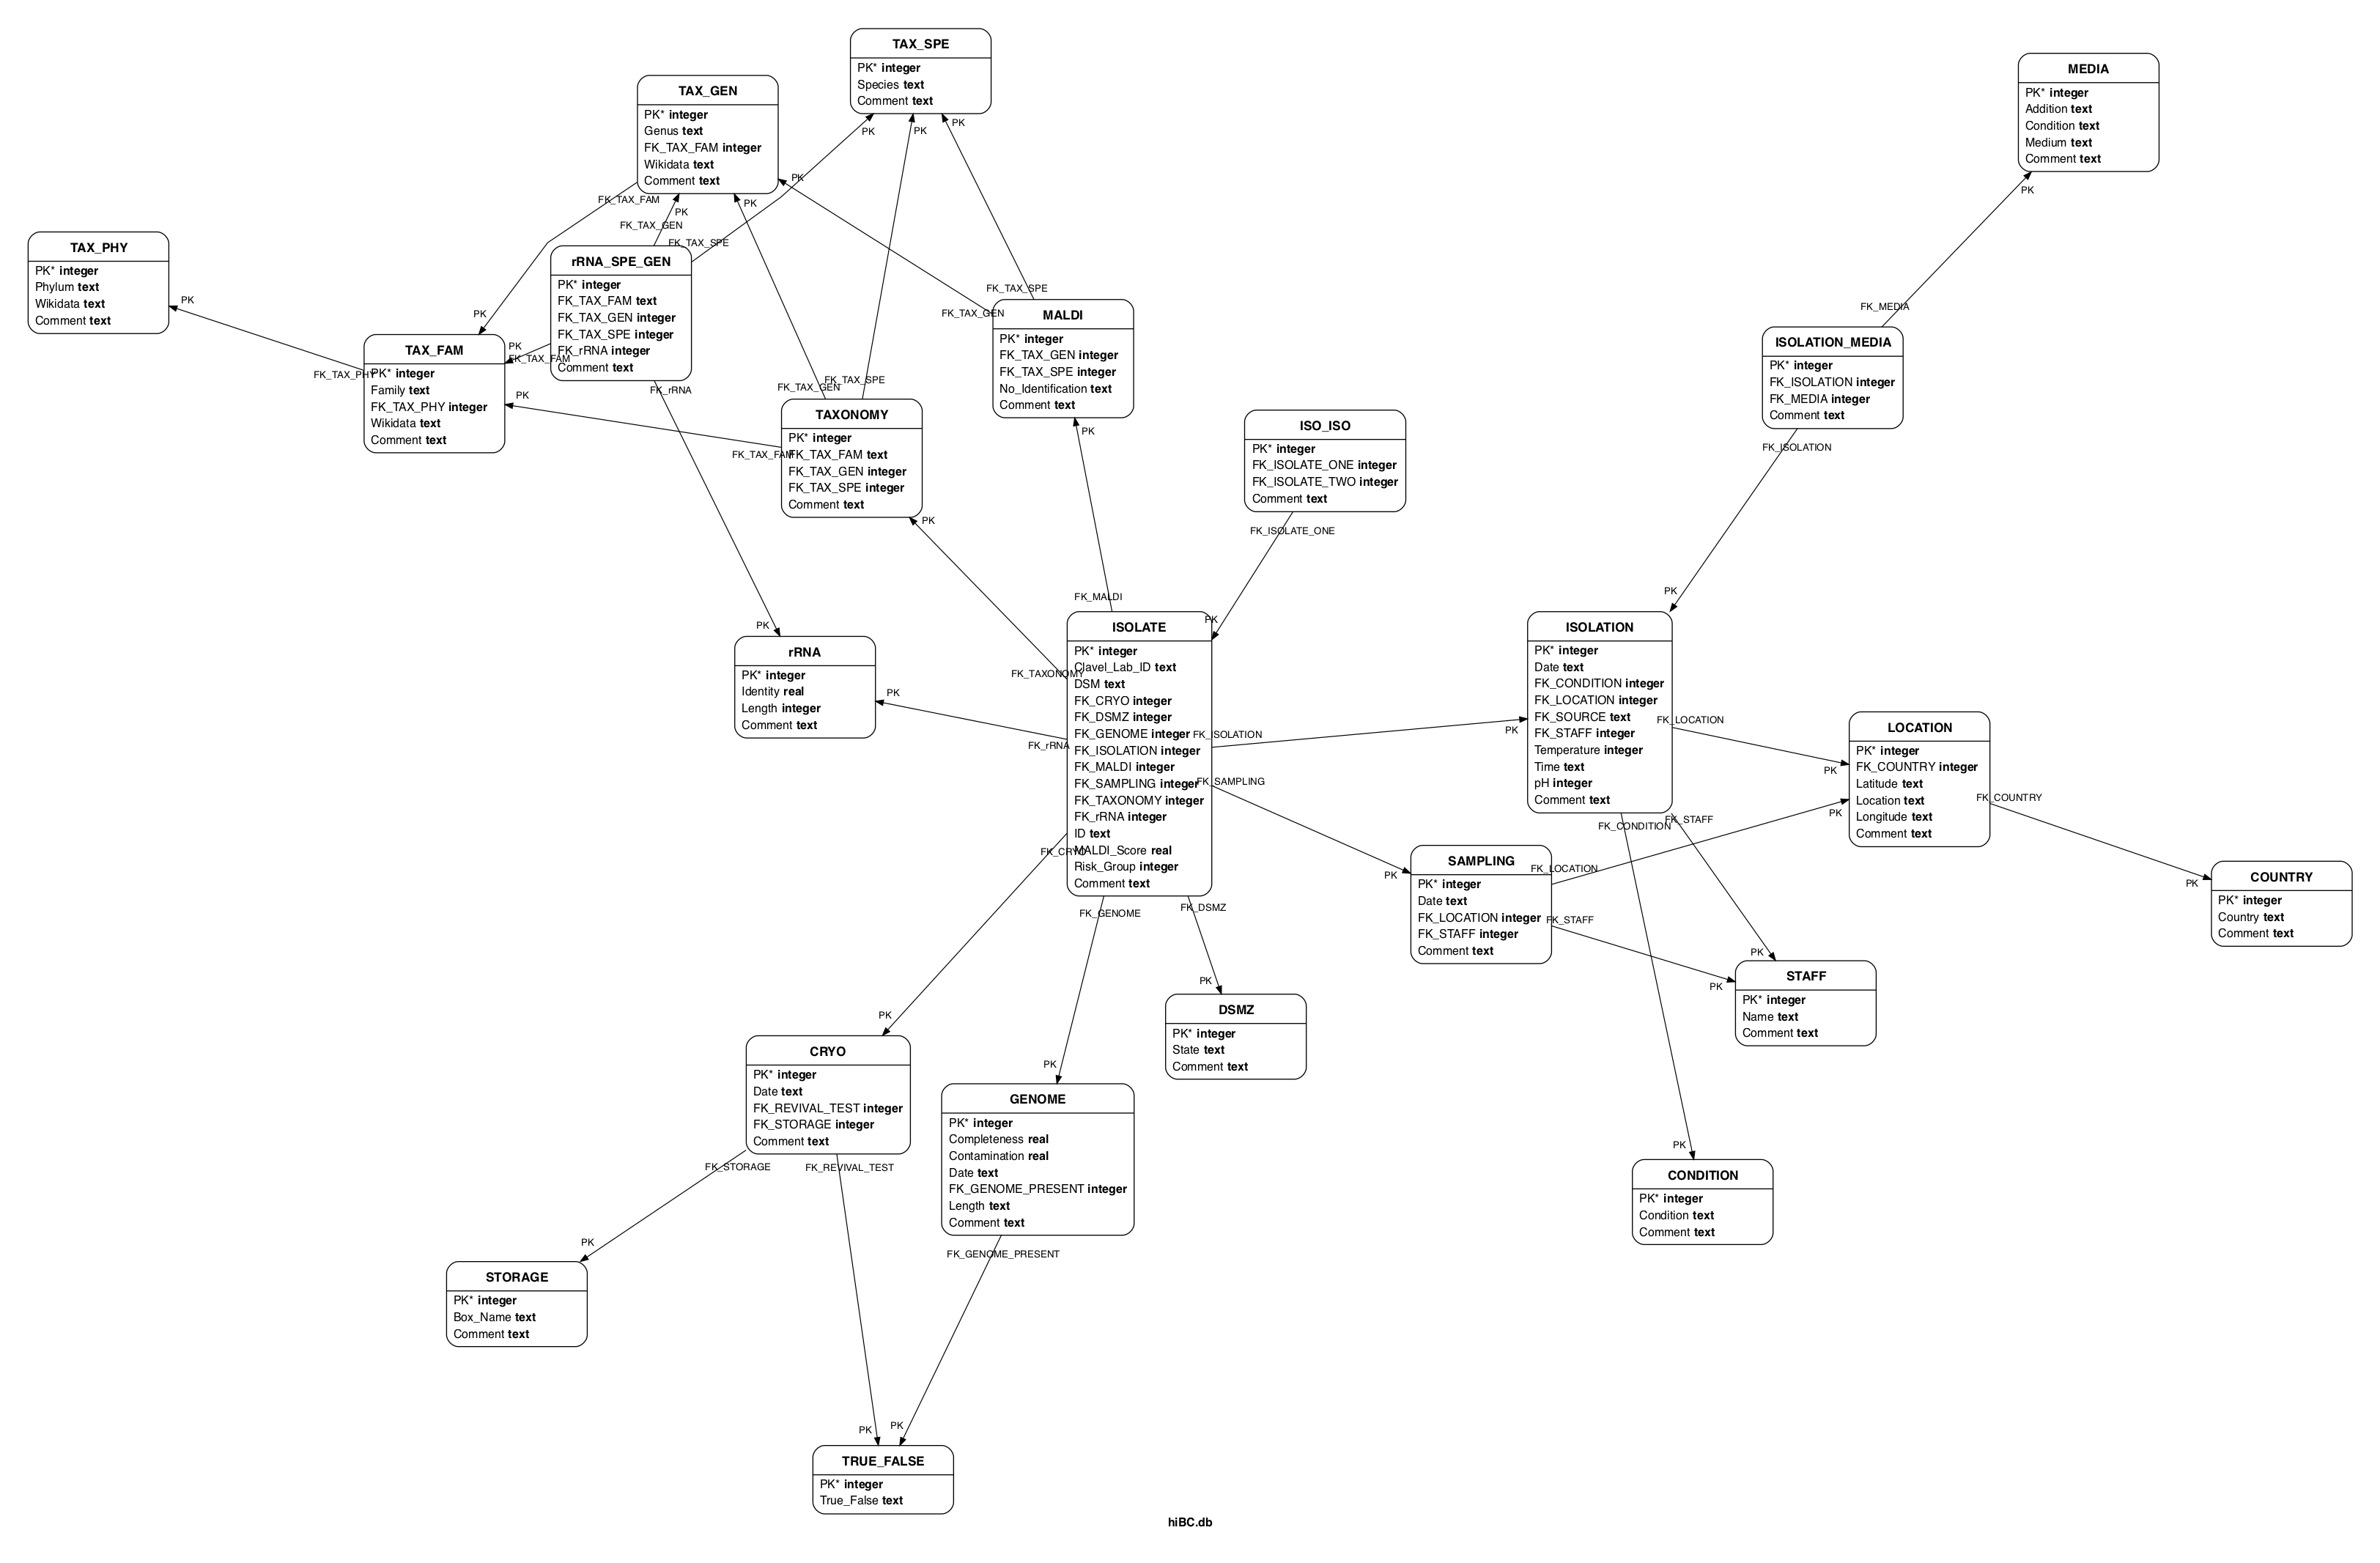 TAX_SPE
PK* integer
Species text
Comment text
PK
PK
PK
TAX_GEN
PK* integer
Genus text
FK_TAX_FAM integer
Wikidata text
Comment text
PK
PK
PK
FK_TAX_FAM
MEDIA
PK* integer
Addition text
Condition text
Medium text
Comment text
PK
TAX_PHY
PK* integer
Phylum text
Wikidata text
Comment text
PK
FK_TAX_GEN
FK_TAX_SPE
rRNA_SPE_GEN
PK* integer
FK_TAX_FAM text
FK_TAX_GEN integer
FK_TAX_SPE integer
FK_rRNA integer
Comment text
FK_TAX_FAM
FK_rRNA
PK
PK
PK
TAX_FAM
PK* integer
Family text
FK_TAX_PHY integer
Wikidata text
Comment text
FK_TAX_PHY
FK_TAX_SPE
FK_TAX_GEN
MALDI
PK* integer
FK_TAX_GEN integer
FK_TAX_SPE integer
No_Identification text
Comment text
PK
FK_TAX_GEN
FK_TAX_SPE
FK_TAX_FAM
TAXONOMY
PK* integer
FK_TAX_FAM text
FK_TAX_GEN integer
FK_TAX_SPE integer
Comment text
PK
ISO_ISO
PK* integer
FK_ISOLATE_ONE integer
FK_ISOLATE_TWO integer
Comment text
FK_ISOLATE_ONE
FK_MEDIA
ISOLATION_MEDIA
PK* integer
FK_ISOLATION integer
FK_MEDIA integer
Comment text
FK_ISOLATION
PK
PK
rRNA
PK* integer
Identity real
Length integer
Comment text
PK
FK_MALDI
PK
ISOLATE
PK* integer
Clavel_Lab_ID text
DSM text
FK_CRYO integer
FK_DSMZ integer
FK_GENOME integer
FK_ISOLATION integer
FK_MALDI integer
FK_SAMPLING integer
FK_TAXONOMY integer
FK_rRNA integer
ID text
MALDI_Score real
Risk_Group integer
Comment text
FK_TAXONOMY
FK_rRNA
FK_CRYO
FK_GENOME
FK_DSMZ
FK_ISOLATION
FK_SAMPLING
PK
ISOLATION
PK* integer
Date text
FK_CONDITION integer
FK_LOCATION integer
FK_SOURCE text
FK_STAFF integer
Temperature integer
Time text
pH integer
Comment text
FK_LOCATION
FK_CONDITION
FK_STAFF
PK
PK
LOCATION
PK* integer
FK_COUNTRY integer
Latitude text
Location text
Longitude text
Comment text
FK_COUNTRY
PK
COUNTRY
PK* integer
Country text
Comment text
PK
SAMPLING
PK* integer
Date text
FK_LOCATION integer
FK_STAFF integer
Comment text
FK_LOCATION
FK_STAFF
PK
PK
STAFF
PK* integer
Name text
Comment text
PK
DSMZ
PK* integer
State text
Comment text
PK
CRYO
PK* integer
Date text
FK_REVIVAL_TEST integer
FK_STORAGE integer
Comment text
FK_STORAGE
FK_REVIVAL_TEST
PK
GENOME
PK* integer
Completeness real
Contamination real
Date text
FK_GENOME_PRESENT integer
Length text
Comment text
FK_GENOME_PRESENT
PK
CONDITION
PK* integer
Condition text
Comment text
PK
STORAGE
PK* integer
Box_Name text
Comment text
PK
PK
TRUE_FALSE
PK* integer
True_False text
hiBC.db